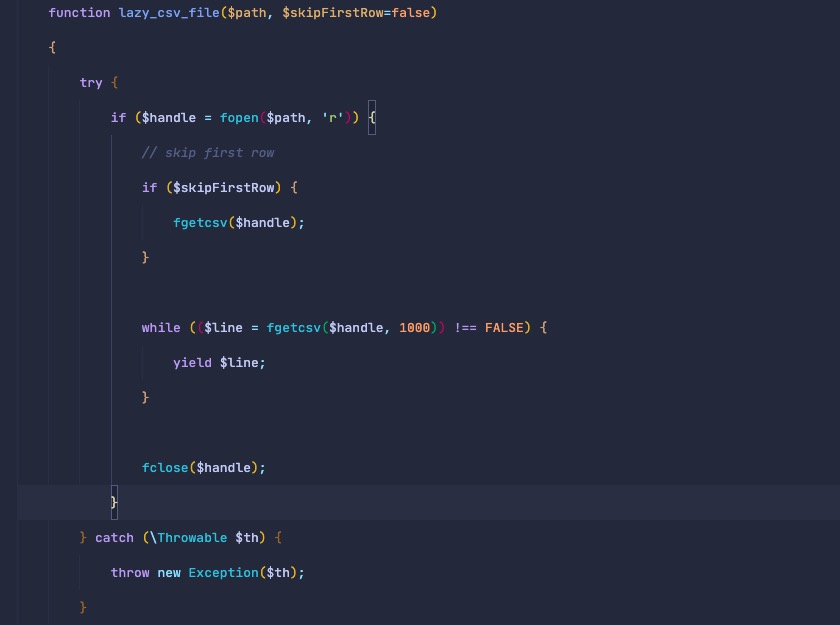 function lazy_csv_file($path, $skipFirstRow=false)
{
try {
if ($handle = fopen($path, 'r')) {
// skip first row
if ($skipFirstRow) {
fgetcsv($handle);
}
while (($line = fgetcsv($handle, 1000)) !== FALSE) {
yield $line;
}
fclose($handle);
}
} catch (\Throwable $th) {
throw new Exception($th);
}